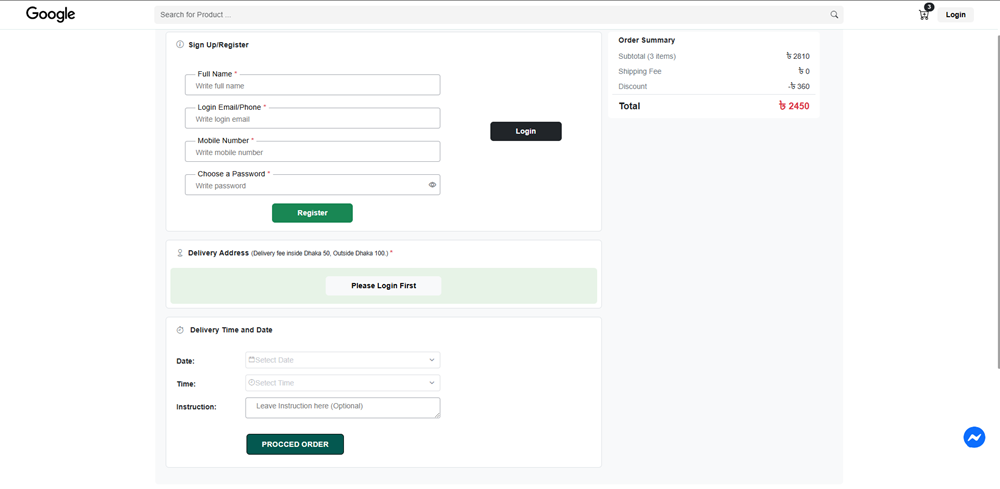 Google
Search for Product ...
3
Login
Sign Up/Register
Full Name *
Write full name
Login Email/Phone *
Write login email
Mobile Number *
Write mobile number
Choose a Password *
Write password
Register
Login
Order Summary
Subtotal (3 items) ৳ 2810
Shipping Fee ৳ 0
Discount -৳ 360
Total ৳ 2450
Delivery Address (Delivery fee inside Dhaka 50, Outside Dhaka 100.) *
Please Login First
Delivery Time and Date
Date: Select Date
Time: Select Time
Instruction: Leave Instruction here (Optional)
PROCCED ORDER